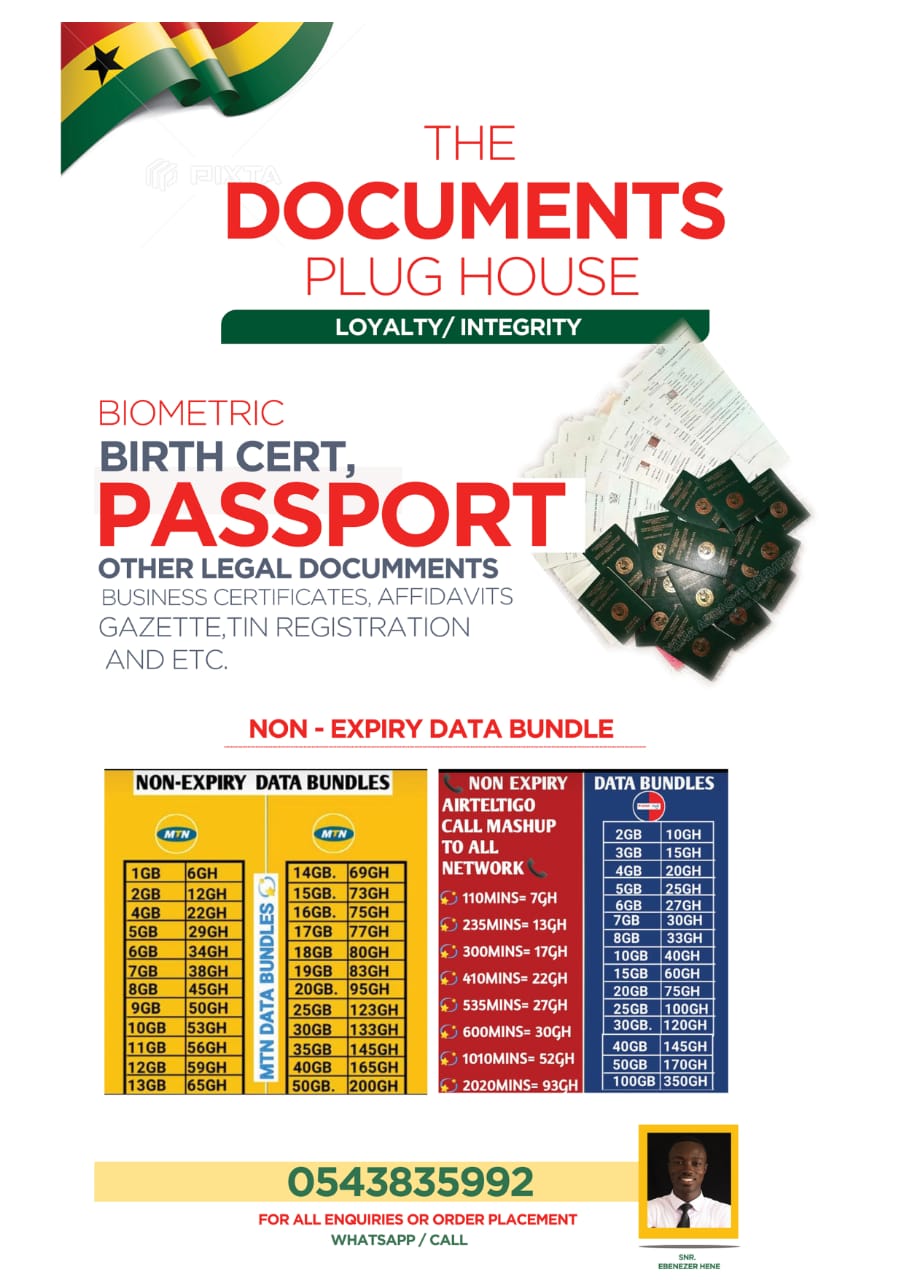 PIXTA
THE
DOCUMENTS
PLUG HOUSE
LOYALTY/ INTEGRITY
BIOMETRIC
BIRTH CERT,
PASSPORT
OTHER LEGAL DOCUMMENTS
BUSINESS CERTIFICATES, AFFIDAVITS
GAZETTE,TIN REGISTRATION
AND ETC.
NON - EXPIRY DATA BUNDLE
NON-EXPIRY DATA BUNDLES
MTN
MTN
1GB 6GH
2GB 12GH
4GB 22GH
5GB 29GH
6GB 34GH
7GB 38GH
8GB 45GH
9GB 50GH
10GB 53GH
11GB 56GH
12GB 59GH
13GB 65GH
MTN DATA BUNDLES
14GB. 69GH
15GB. 73GH
16GB. 75GH
17GB 77GH
18GB 80GH
19GB 83GH
20GB. 95GH
25GB 123GH
30GB 133GH
35GB 145GH
40GB 165GH
50GB. 200GH
NON EXPIRY
AIRTELTIGO
CALL MASHUP
TO ALL
NETWORK
110MINS= 7GH
235MINS= 13GH
300MINS= 17GH
410MINS= 22GH
535MINS= 27GH
600MINS= 30GH
1010MINS= 52GH
2020MINS= 93GH
DATA BUNDLES
2GB 10GH
3GB 15GH
4GB 20GH
5GB 25GH
6GB 27GH
7GB 30GH
8GB 33GH
10GB 40GH
15GB 60GH
20GB 75GH
25GB 100GH
30GB. 120GH
40GB 145GH
50GB 170GH
100GB 350GH
0543835992
FOR ALL ENQUIRIES OR ORDER PLACEMENT
WHATSAPP / CALL
SNR.
EBENEZER HENE